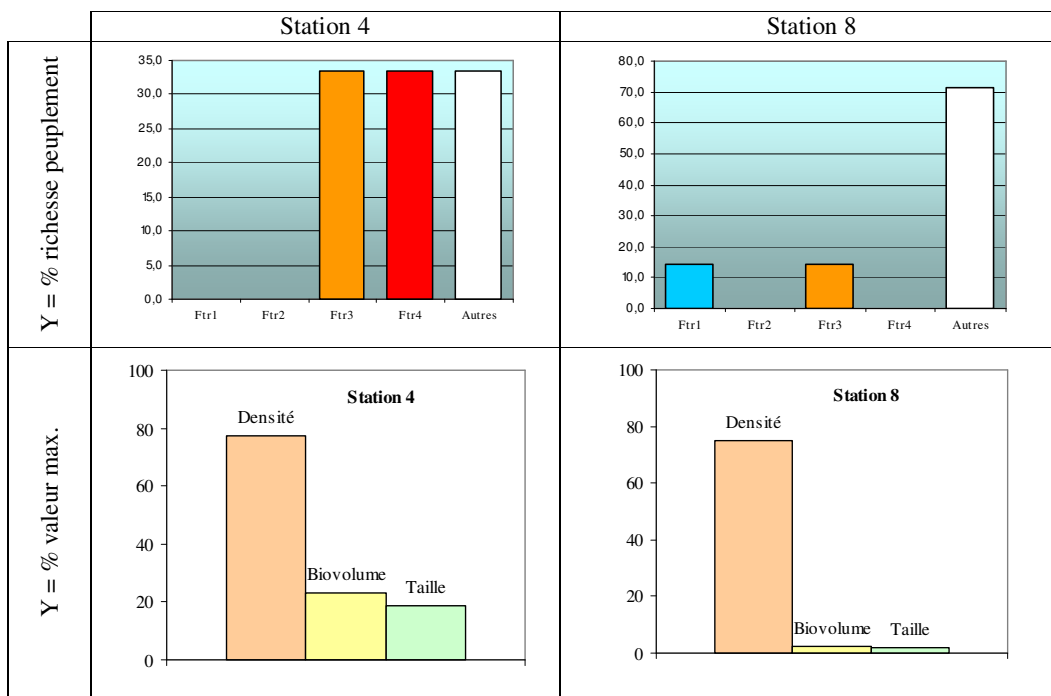 Station 4
Station 8
Y = % richesse peuplement
35,0
30,0
25,0
20,0
15,0
10,0
5,0
0,0
Ftr1 Ftr2 Ftr3 Ftr4 Autres
80,0
70,0
60,0
50,0
40,0
30,0
20,0
10,0
0,0
Ftr1 Ftr2 Ftr3 Ftr4 Autres
Y = % valeur max.
100
80
60
40
20
0
Station 4
Densité
Biovolume
Taille
100
80
60
40
20
0
Station 8
Densité
Biovolume
Taille